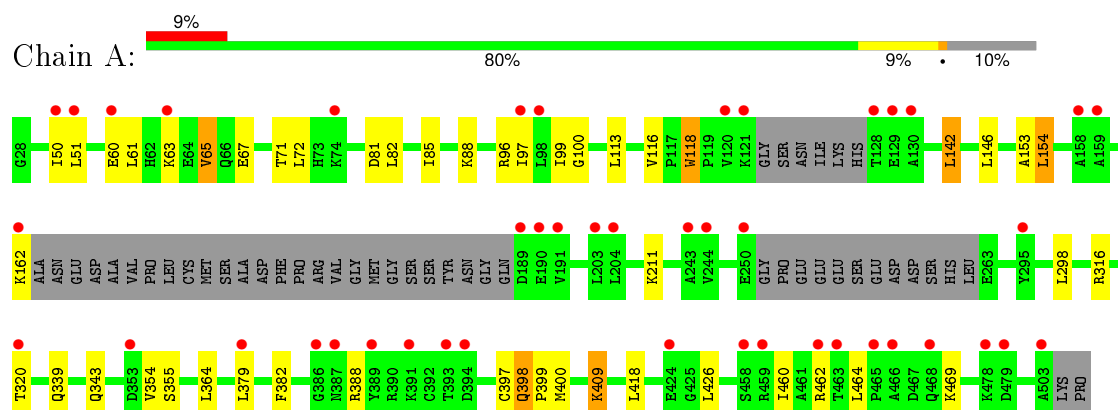 9%
Chain A:
80% 9% • 10%
G28 I50 L51 E60 L61 H62 K63 E64 V65 Q66 E67 T71 L72 H73 K74 D81 L82 I85 K88 R96 I97 L98 I99 G100 L113 V116 P117 W118 P119 V120 K121 GLY SER ASN ILE LYS HIS T128 E129 A130 L142 L146 A153 L154 A158 A159
K162 ALA ASN GLU ASP ALA VAL PRO LEU CYS MET SER ALA ASP PHE PRO ARG VAL GLY MET GLY SER SER TYR ASN GLY GLN D189 E190 V191 L203 L204 K211 A243 V244 E250 GLY PRO GLU GLU GLU SER GLU ASP ASP SER HIS LEU E263 Y295 L298 R316
T320 Q339 Q343 D353 V354 S355 L364 L379 F382 G386 N387 R388 Y389 R390 K391 C392 T393 D394 C397 Q398 P399 M400 K409 L418 E424 G425 L426 S458 R459 I460 A461 R462 T463 L464 P465 A466 D467 Q468 K469 K478 D479 A503 LYS PRO